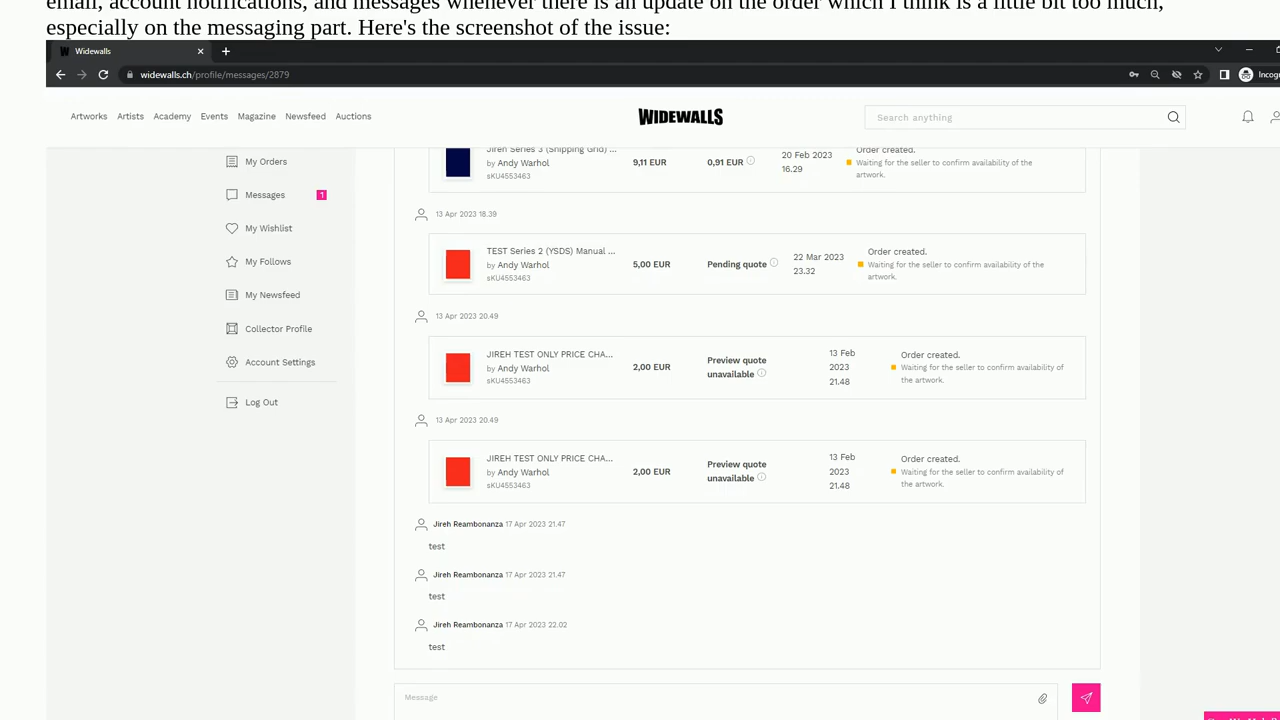 email, account notifications, and messages whenever there is an update on the order which I think is a little bit too much,
especially on the messaging part. Here's the screenshot of the issue:
Widewalls
widewalls.ch/profile/messages/2879
Artworks Artists Academy Events Magazine Newsfeed Auctions
WIDEWALLS
Search anything
My Orders
Messages 1
My Wishlist
My Follows
My Newsfeed
Collector Profile
Account Settings
Log Out
Jireh Series 3 (Shipping Grid) ...
by Andy Warhol
sKU4553463
9,11 EUR
0,91 EUR
20 Feb 2023
16.29
Order created.
Waiting for the seller to confirm availability of the
artwork.
13 Apr 2023 18.39
TEST Series 2 (YSDS) Manual ...
by Andy Warhol
sKU4553463
5,00 EUR
Pending quote
22 Mar 2023
23.32
Order created.
Waiting for the seller to confirm availability of the
artwork.
13 Apr 2023 20.49
JIREH TEST ONLY PRICE CHA...
by Andy Warhol
sKU4553463
2,00 EUR
Preview quote
unavailable
13 Feb
2023
21.48
Order created.
Waiting for the seller to confirm availability of
the artwork.
13 Apr 2023 20.49
JIREH TEST ONLY PRICE CHA...
by Andy Warhol
sKU4553463
2,00 EUR
Preview quote
unavailable
13 Feb
2023
21.48
Order created.
Waiting for the seller to confirm availability of
the artwork.
Jireh Reambonanza 17 Apr 2023 21.47
test
Jireh Reambonanza 17 Apr 2023 21.47
test
Jireh Reambonanza 17 Apr 2023 22.02
test
Message